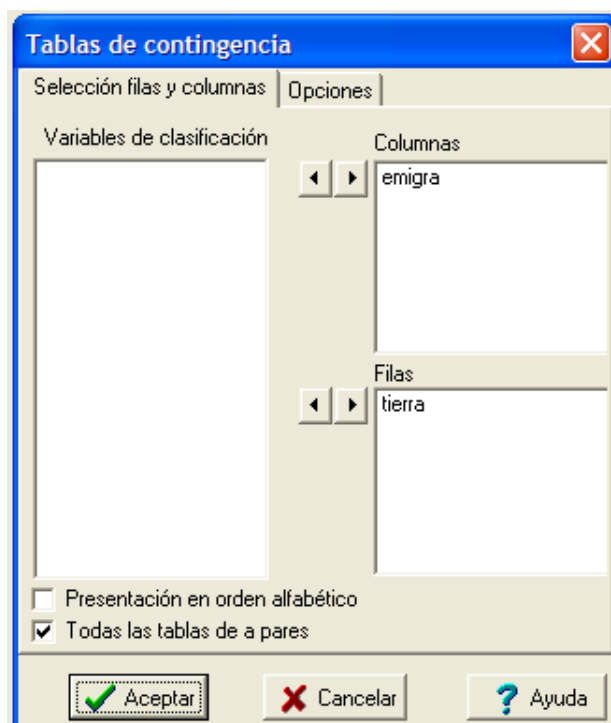 Tablas de contingencia
Selección filas y columnas
Opciones
Variables de clasificación
Columnas
emigra
Filas
tierra
Presentación en orden alfabético
Todas las tablas de a pares
Aceptar
Cancelar
? Ayuda